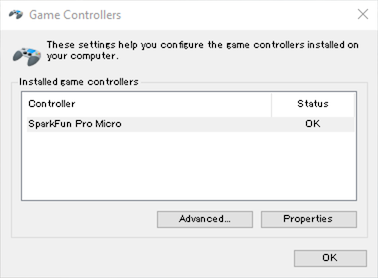 Game Controllers
These settings help you configure the game controllers installed on
your computer.
Installed game controllers
Controller Status
SparkFun Pro Micro OK
Advanced... Properties
OK